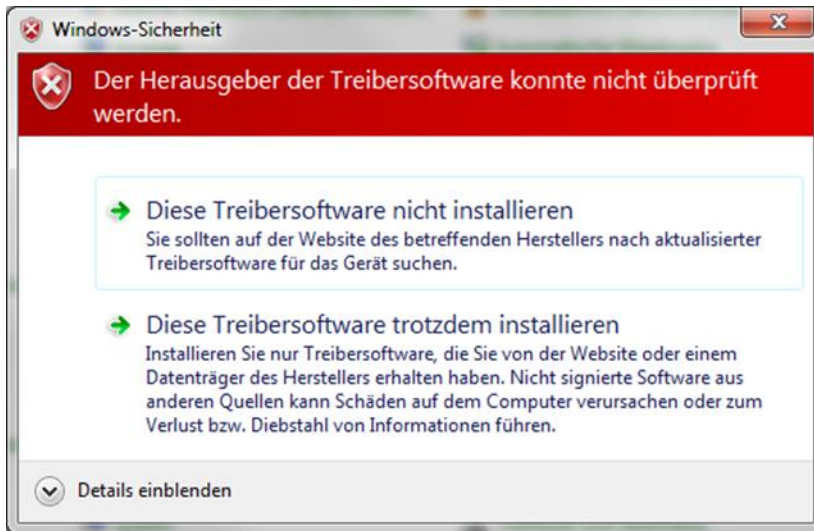 Windows-Sicherheit
Der Herausgeber der Treibersoftware konnte nicht überprüft
werden.
Diese Treibersoftware nicht installieren
Sie sollten auf der Website des betreffenden Herstellers nach aktualisierter
Treibersoftware für das Gerät suchen.
Diese Treibersoftware trotzdem installieren
Installieren Sie nur Treibersoftware, die Sie von der Website oder einem
Datenträger des Herstellers erhalten haben. Nicht signierte Software aus
anderen Quellen kann Schäden auf dem Computer verursachen oder zum
Verlust bzw. Diebstahl von Informationen führen.
Details einblenden